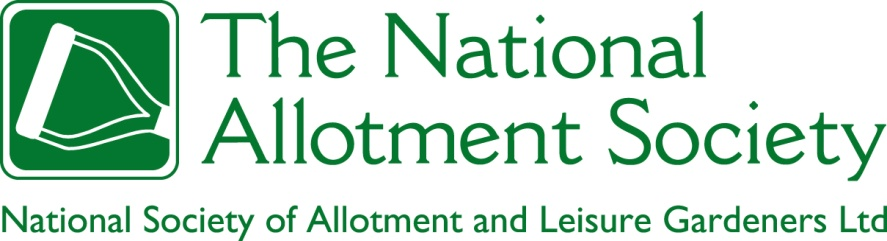 The National
Allotment Society
National Society of Allotment and Leisure Gardeners Ltd